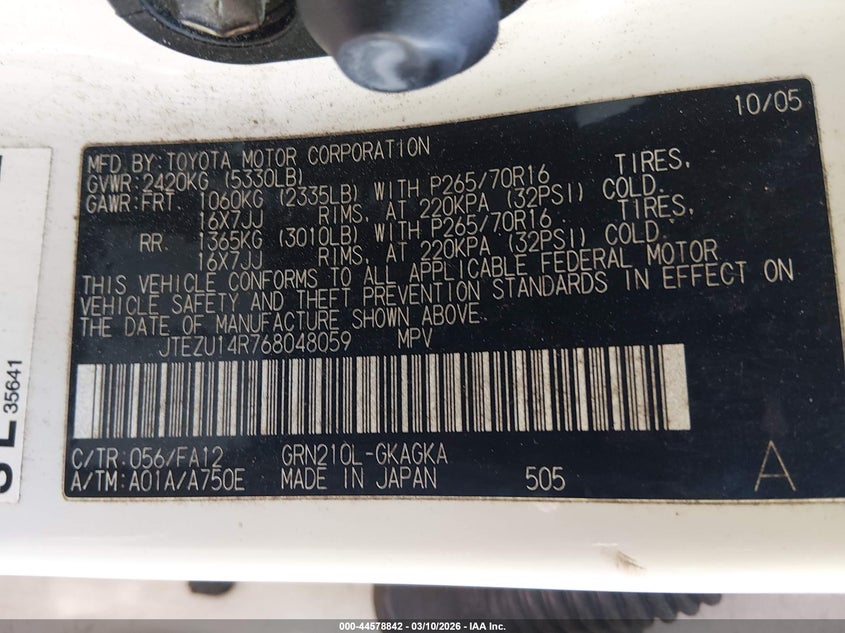 10/05
MFD. BY: TOYOTA MOTOR CORPORATION
GVWR: 2420KG (5330LB)
GAWR: FRT. 1060KG (2335LB) WITH P265/70R16 TIRES,
16X7JJ RIMS, AT 220KPA (32PSI) COLD.
RR. 1365KG (3010LB) WITH P265/70R16 TIRES,
16X7JJ RIMS, AT 220KPA (32PSI) COLD.
THIS VEHICLE CONFORMS TO ALL APPLICABLE FEDERAL MOTOR
VEHICLE SAFETY AND THEFT PREVENTION STANDARDS IN EFFECT ON
THE DATE OF MANUFACTURE SHOWN ABOVE.
JTEZU14R768048059 MPV
C/TR: 056/FA12 GRN210L-GKAGKA
A/TM: A01A/A750E MADE IN JAPAN 505 A
35641
000-44578842 - 03/10/2026 - IAA Inc.